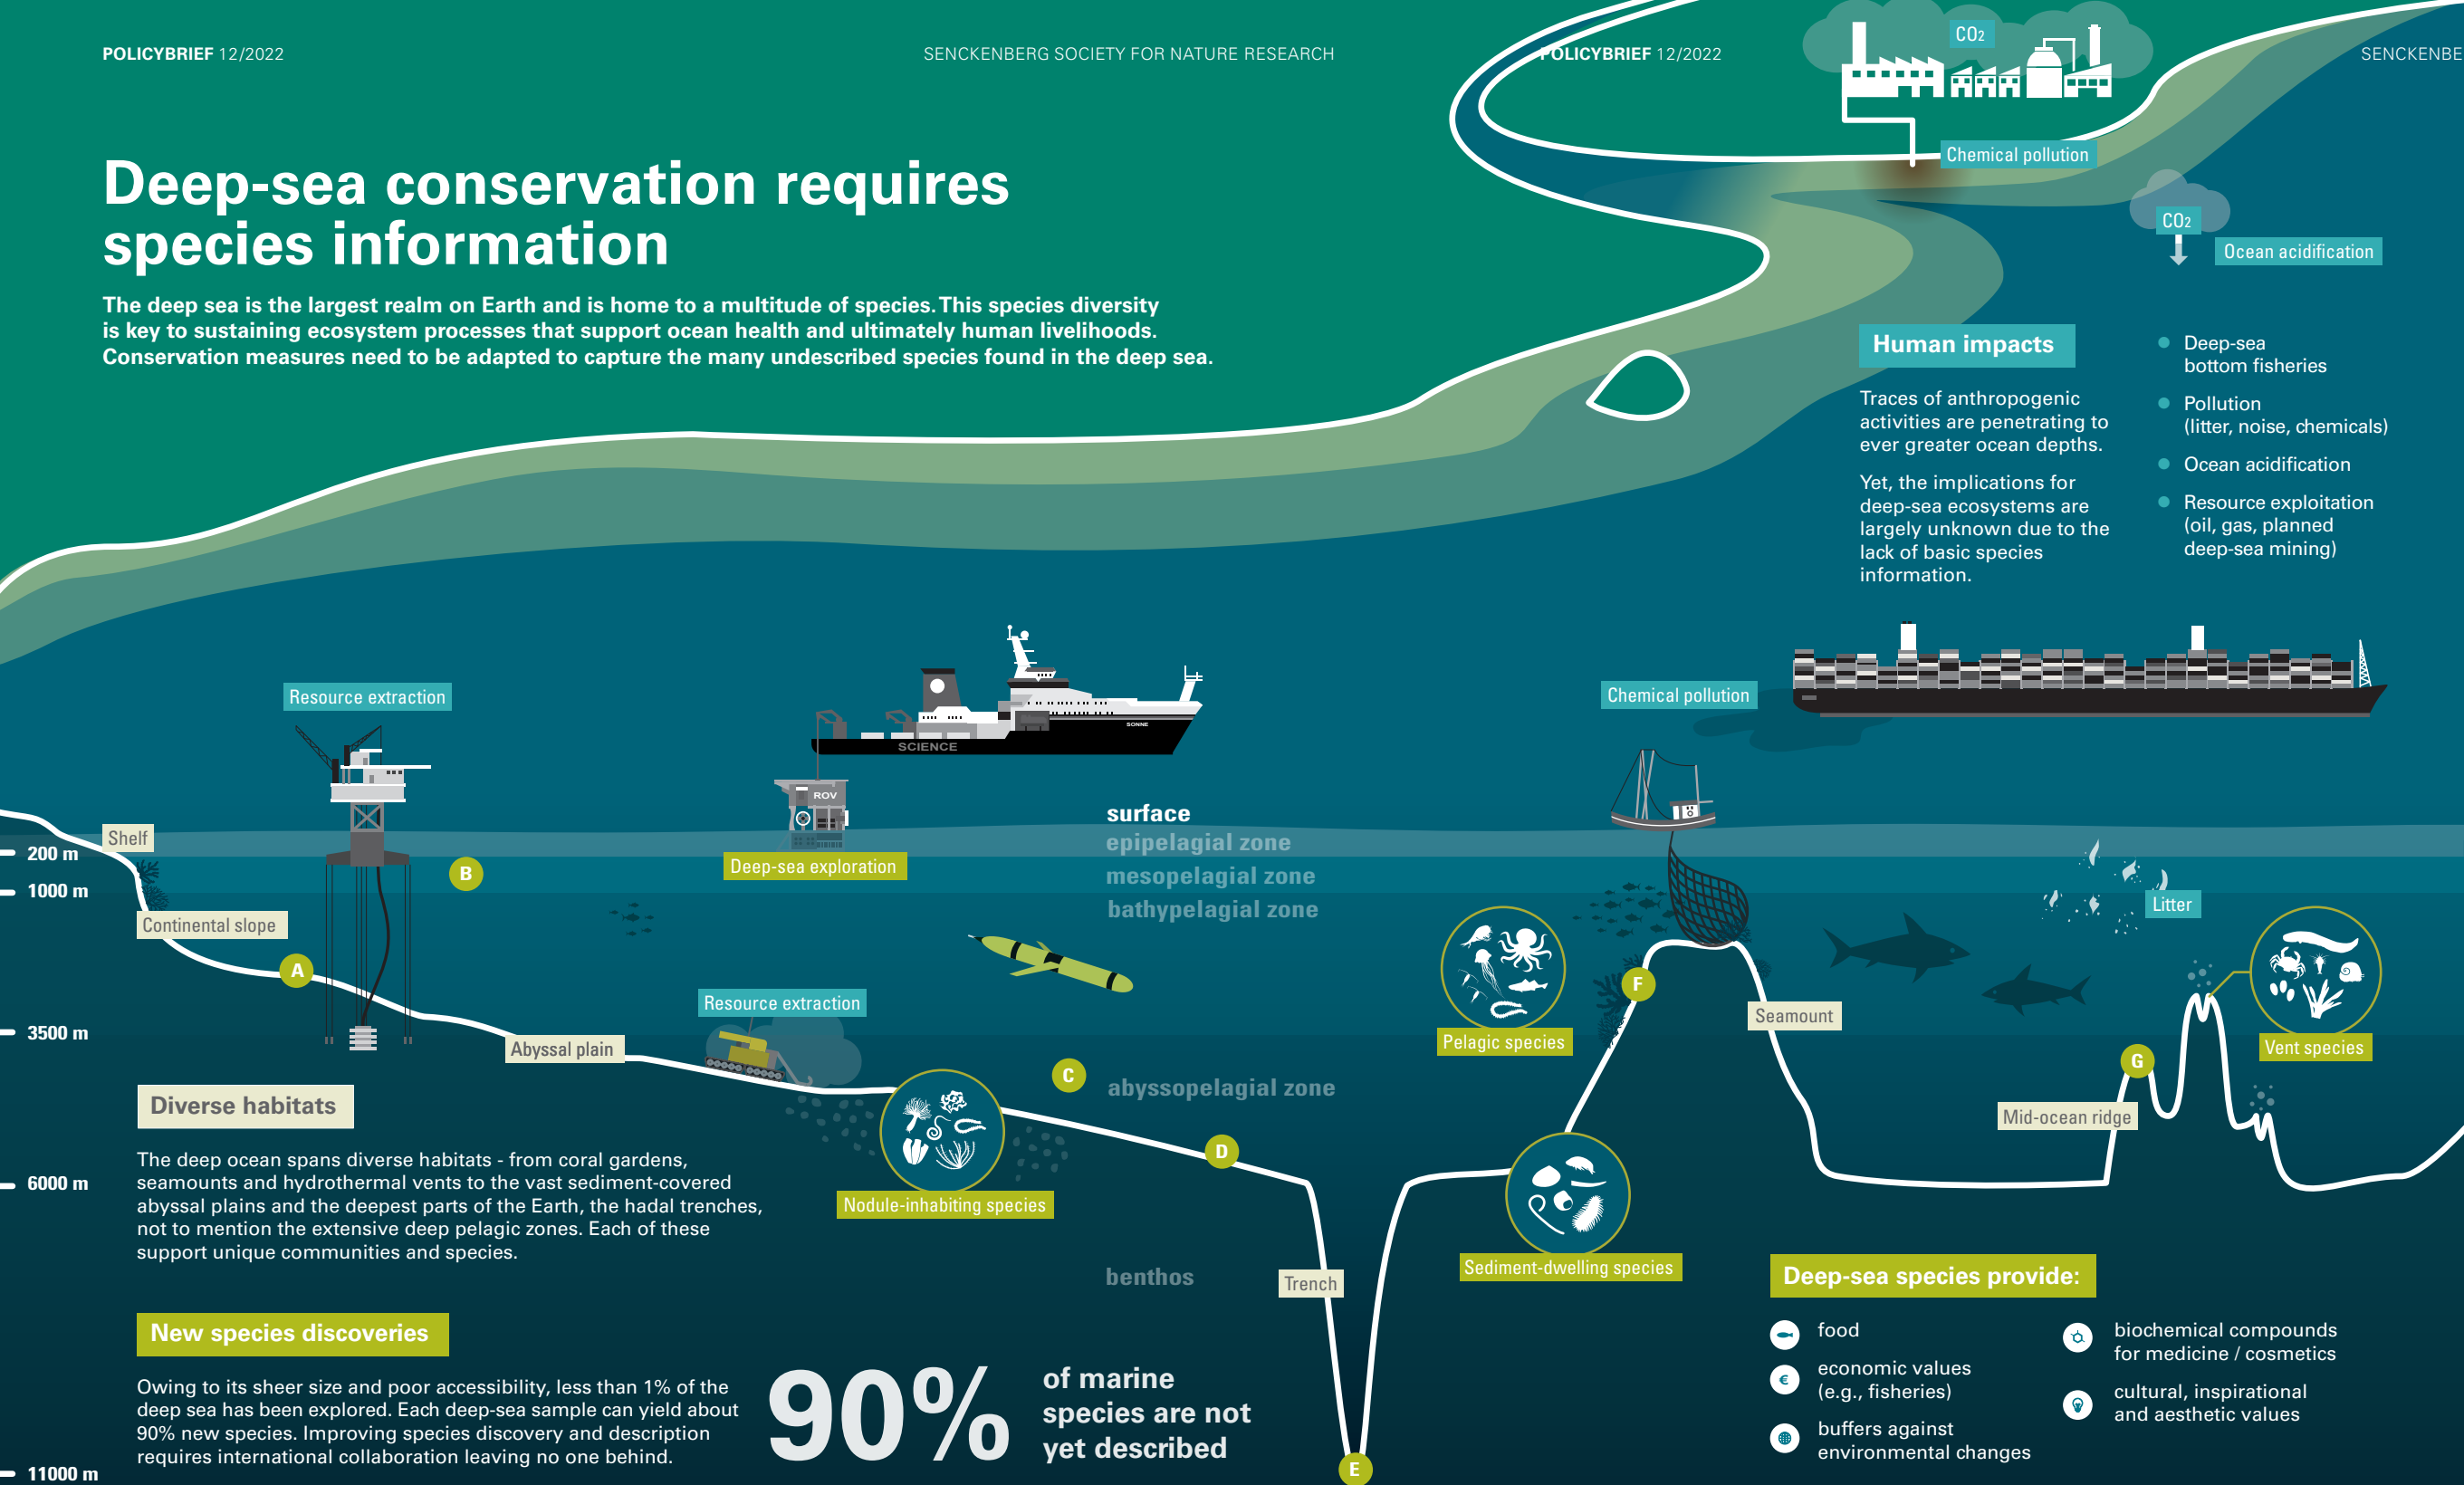 POLICYBRIEF 12/2022
SENCKENBERG SOCIETY FOR NATURE RESEARCH
POLICYBRIEF 12/2022
SENCKENBE
Deep-sea conservation requires
species information
The deep sea is the largest realm on Earth and is home to a multitude of species. This species diversity
is key to sustaining ecosystem processes that support ocean health and ultimately human livelihoods.
Conservation measures need to be adapted to capture the many undescribed species found in the deep sea.
CO2
Chemical pollution
CO2
Ocean acidification
Human impacts
Traces of anthropogenic
activities are penetrating to
ever greater ocean depths.
Yet, the implications for
deep-sea ecosystems are
largely unknown due to the
lack of basic species
information.
Deep-sea
bottom fisheries
Pollution
(litter, noise, chemicals)
Ocean acidification
Resource exploitation
(oil, gas, planned
deep-sea mining)
Resource extraction
SCIENCE
SONNE
ROV
Deep-sea exploration
Chemical pollution
surface
epipelagial zone
mesopelagial zone
bathypelagial zone
abyssopelagial zone
benthos
Shelf
200 m
1000 m
3500 m
6000 m
11000 m
Continental slope
A
B
Abyssal plain
Resource extraction
C
D
Nodule-inhabiting species
Trench
E
Pelagic species
F
Seamount
Litter
Sediment-dwelling species
Mid-ocean ridge
G
Vent species
Diverse habitats
The deep ocean spans diverse habitats - from coral gardens,
seamounts and hydrothermal vents to the vast sediment-covered
abyssal plains and the deepest parts of the Earth, the hadal trenches,
not to mention the extensive deep pelagic zones. Each of these
support unique communities and species.
New species discoveries
Owing to its sheer size and poor accessibility, less than 1% of the
deep sea has been explored. Each deep-sea sample can yield about
90% new species. Improving species discovery and description
requires international collaboration leaving no one behind.
90%
of marine
species are not
yet described
Deep-sea species provide:
food
€
economic values
(e.g., fisheries)
buffers against
environmental changes
biochemical compounds
for medicine / cosmetics
cultural, inspirational
and aesthetic values